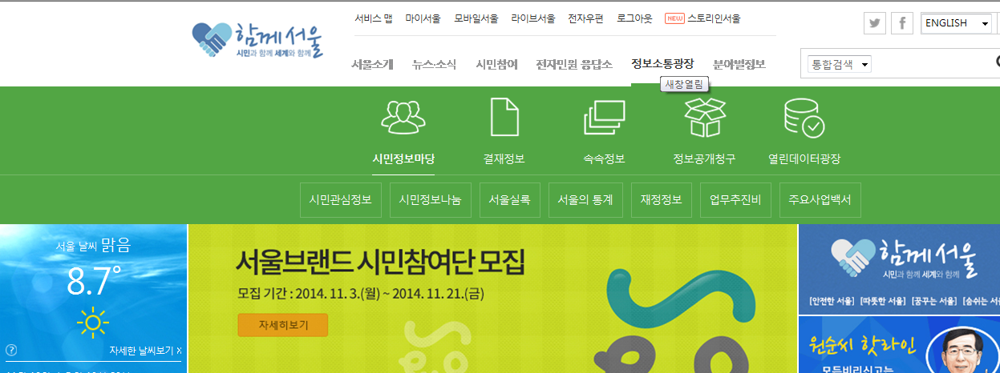 서비스 맵 마이서울 모바일서울 라이브서울 전자우편 로그아웃 NEW 스토리인서울
ENGLISH
함께서울
시민과 함께 세계와 함께
서울소개 뉴스·소식 시민참여 전자민원 응답소 정보소통광장 분야별정보
통합검색
새창열림
시민정보마당 결재정보 속속정보 정보공개청구 열린데이터광장
시민관심정보 시민정보나눔 서울실록 서울의 통계 재정정보 업무추진비 주요사업백서
서울 날씨 맑음
8.7°
자세한 날씨보기
서울브랜드 시민참여단 모집
모집 기간 : 2014. 11. 3.(월) ~ 2014. 11. 21.(금)
자세히보기
함께서울
시민과 함께 세계와 함께
[안전한 서울] [따뜻한 서울] [꿈꾸는 서울] [숨쉬는 서울
원순씨 핫라인
모든비리신고는